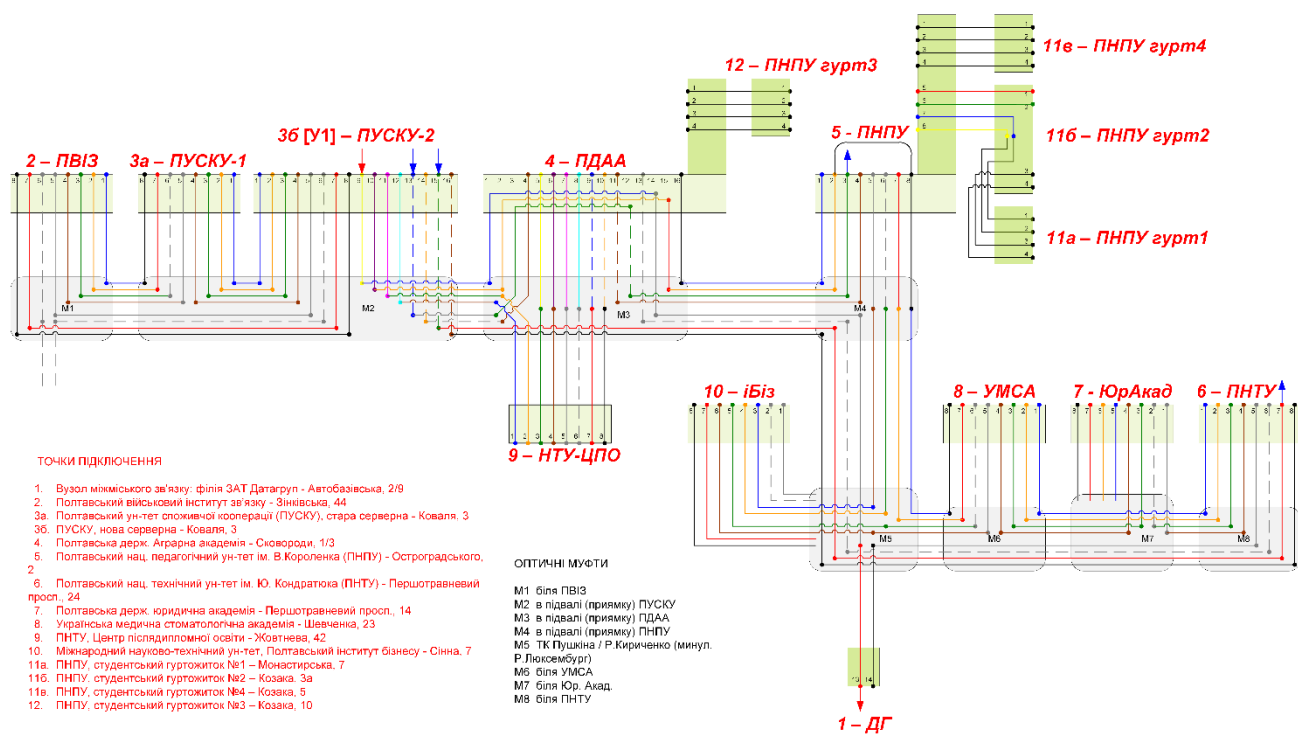 11в – ПНПУ гурт4
12 – ПНПУ гурт3
3б [У1] – ПУСКУ-2
5 - ПНПУ
11б – ПНПУ гурт2
2 – ПВІЗ
3а – ПУСКУ-1
4 – ПДАА
11а – ПНПУ гурт1
М1
М2
М3
М4
10 – іБіз
8 – УМСА
7 - ЮрАкад
6 – ПНТУ
1 2 3 4 5 6 7 8
9 – НТУ-ЦПО
М5
М6
М7
М8
13 14
1 – ДГ
ТОЧКИ ПІДКЛЮЧЕННЯ
1. Вузол міжміського зв'язку: філія ЗАТ Датагруп - Автобазівська, 2/9
2. Полтавський військовий інститут зв'язку - Зінківська, 44
3а. Полтавський ун-тет споживчої кооперації (ПУСКУ), стара серверна - Коваля, 3
3б. ПУСКУ, нова серверна - Коваля, 3
4. Полтавська держ. Аграрна академія - Сковороди, 1/3
5. Полтавський нац. педагогічний ун-тет ім. В.Короленка (ПНПУ) - Остроградського,
2
6. Полтавський нац. технічний ун-тет ім. Ю. Кондратюка (ПНТУ) - Першотравневий
просп., 24
7. Полтавська держ. юридична академія - Першотравневий просп., 14
8. Українська медична стоматологічна академія - Шевченка, 23
9. ПНТУ, Центр післядипломної освіти - Жовтнева, 42
10. Міжнародний науково-технічний ун-тет, Полтавський інститут бізнесу - Сінна, 7
11а. ПНПУ, студентський гуртожиток №1 – Монастирська, 7
11б. ПНПУ, студентський гуртожиток №2 – Козака, 3а
11в. ПНПУ, студентський гуртожиток №4 – Козака, 5
12. ПНПУ, студентський гуртожиток №3 – Козака, 10
ОПТИЧНІ МУФТИ
М1 біля ПВІЗ
М2 в підвалі (приямку) ПУСКУ
М3 в підвалі (приямку) ПДАА
М4 в підвалі (приямку) ПНПУ
М5 ТК Пушкіна / Р.Кириченко (минул.
Р.Люксембург)
М6 біля УМСА
М7 біля Юр. Акад.
М8 біля ПНТУ